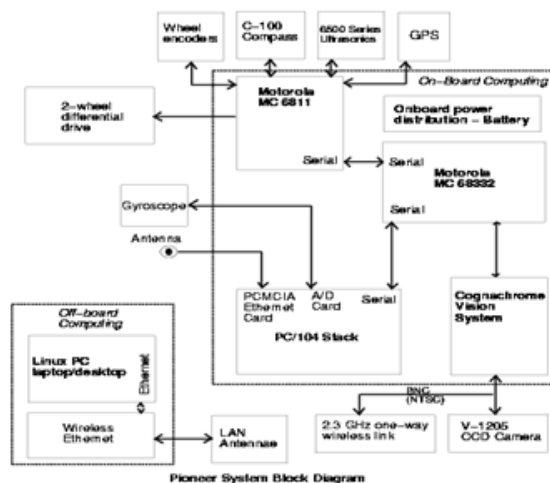 Wheel
encoders
C-100
Compass
6500 Series
Ultrasonics
GPS
On-Board Computing
Motorola
MC 6811
Serial
2-wheel
differential
drive
Onboard power
distribution - Battery
Serial
Motorola
MC 68332
Serial
Gyroscope
Antenna
PCMCIA
Ethernet
Card
A/D
Card
Serial
PC/104 Stack
Cognachrome
Vision
System
Off-board
Computing
Linux PC
laptop/desktop
Ethernet
Wireless
Ethernet
LAN
Antennae
BNC
(NTSC)
2.3 GHz one-way
wireless link
V-1205
CCD Camera
Pioneer System Block Diagram